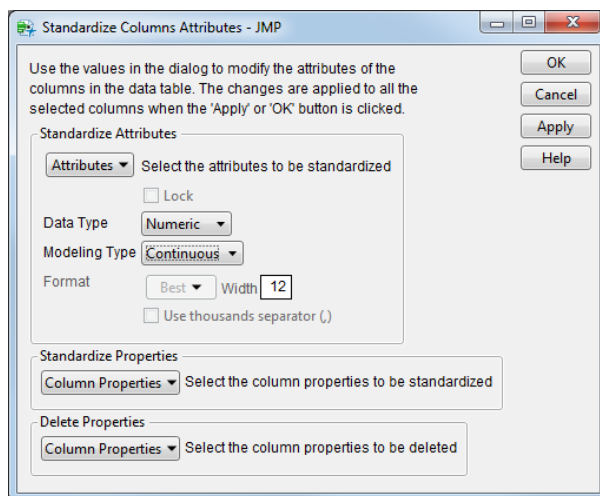 Standardize Columns Attributes - JMP
Use the values in the dialog to modify the attributes of the
columns in the data table. The changes are applied to all the
selected columns when the 'Apply' or 'OK' button is clicked.
OK
Cancel
Apply
Help
Standardize Attributes
Attributes Select the attributes to be standardized
Lock
Data Type Numeric
Modeling Type Continuous
Format Best Width 12
Use thousands separator (,)
Standardize Properties
Column Properties Select the column properties to be standardized
Delete Properties
Column Properties Select the column properties to be deleted